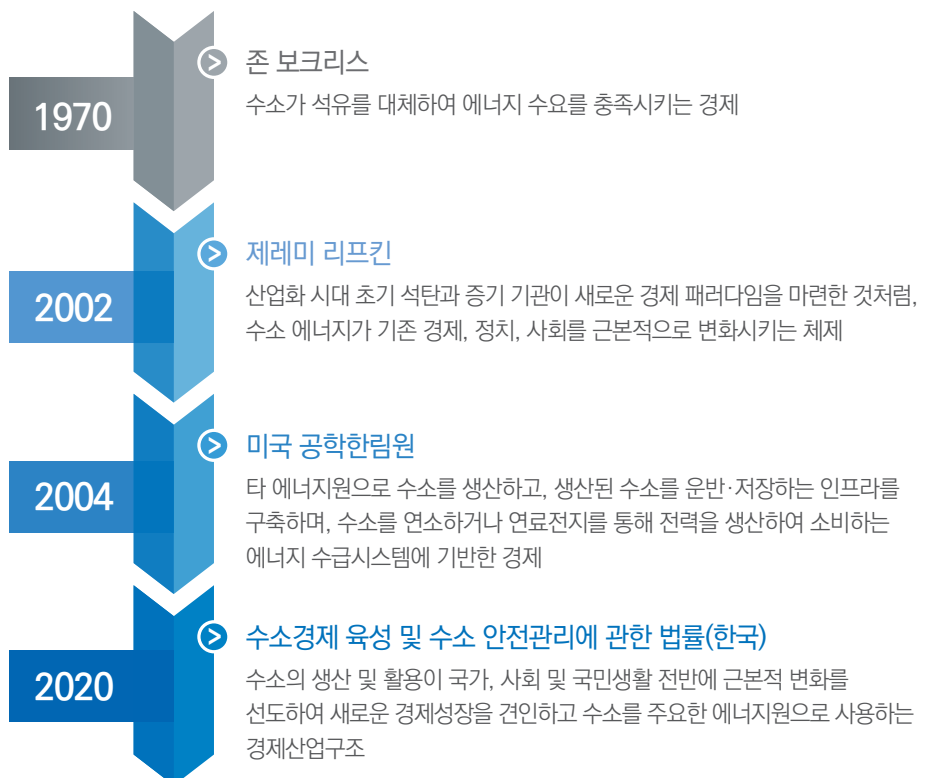 1970
존 보크리스
수소가 석유를 대체하여 에너지 수요를 충족시키는 경제
2002
제레미 리프킨
산업화 시대 초기 석탄과 증기 기관이 새로운 경제 패러다임을 마련한 것처럼,
수소 에너지가 기존 경제, 정치, 사회를 근본적으로 변화시키는 체제
2004
미국 공학한림원
타 에너지원으로 수소를 생산하고, 생산된 수소를 운반·저장하는 인프라를
구축하며, 수소를 연소하거나 연료전지를 통해 전력을 생산하여 소비하는
에너지 수급시스템에 기반한 경제
2020
수소경제 육성 및 수소 안전관리에 관한 법률(한국)
수소의 생산 및 활용이 국가, 사회 및 국민생활 전반에 근본적 변화를
선도하여 새로운 경제성장을 견인하고 수소를 주요한 에너지원으로 사용하는
경제산업구조